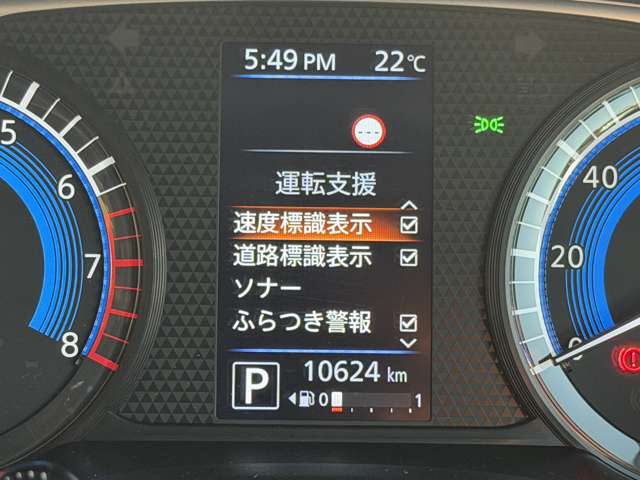 5:49 PM 22℃
運転支援
速度標識表示
道路標識表示
ソナー
ふらつき警報
P
10624 km
0 1
5
6
7
8
40
20
0